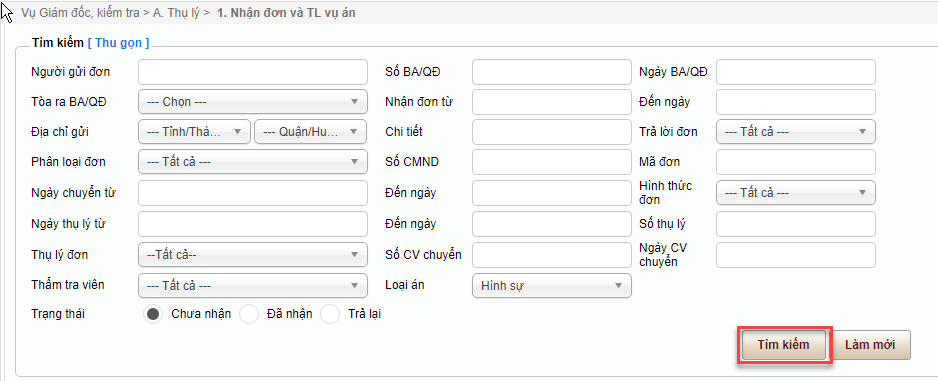 Vụ Giám đốc, kiểm tra > A. Thụ lý > 1. Nhận đơn và TL vụ án
Tìm kiếm [ Thu gọn ]
Người gửi đơn Số BA/QĐ Ngày BA/QĐ
Tòa ra BA/QĐ --- Chọn --- Nhận đơn từ Đến ngày
Địa chỉ gửi --- Tỉnh/Thà... --- Quận/Hu... Chi tiết Trả lời đơn --- Tất cả ---
Phân loại đơn --- Tất cả --- Số CMND Mã đơn
Ngày chuyển từ Đến ngày Hình thức đơn --- Tất cả ---
Ngày thụ lý từ Đến ngày Số thụ lý
Thụ lý đơn --Tất cả-- Số CV chuyển Ngày CV chuyển
Thẩm tra viên --- Tất cả --- Loại án Hình sự
Trạng thái Chưa nhận Đã nhận Trả lại
Tìm kiếm Làm mới